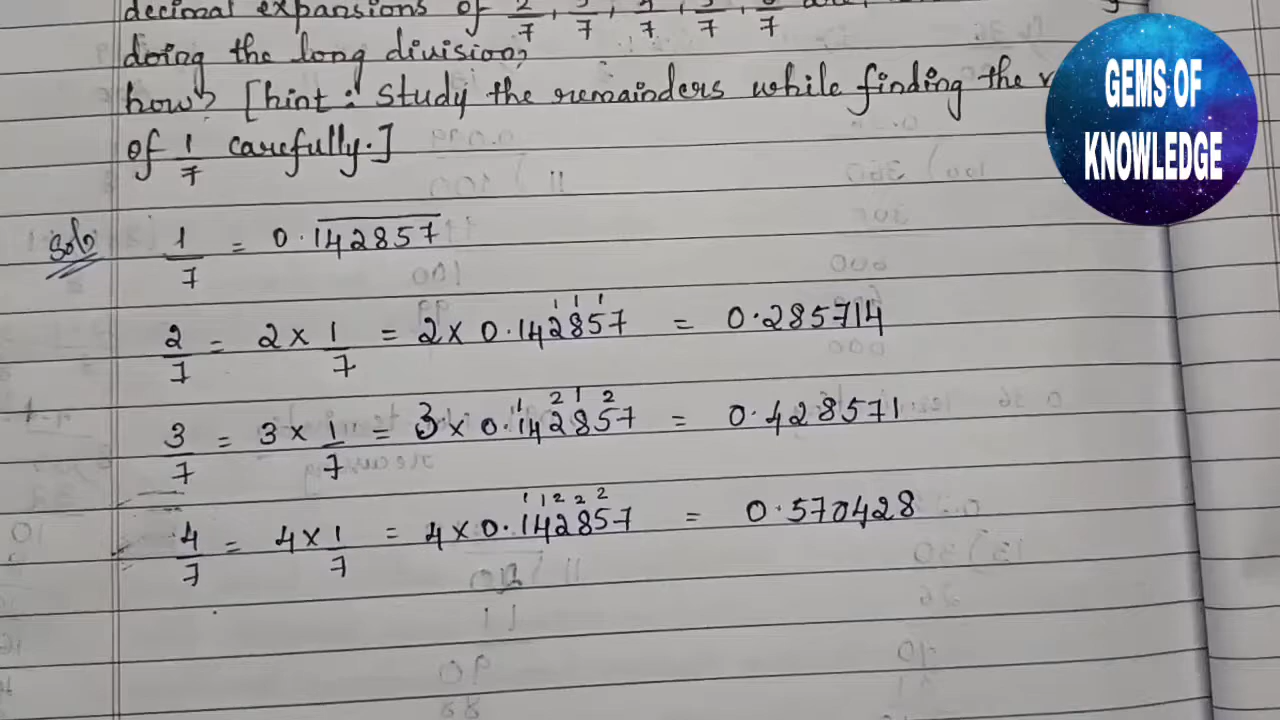 decimal expansions of 2/7, 3/7, 4/7, 5/7, 6/7 are,
doing the long division,
how? [hint : Study the remainders while finding the
of 1/7 carefully.]
GEMS OF
KNOWLEDGE
Soln 1/7 = 0.\overline{142857}
2/7 = 2 × 1/7 = 2 × 0.142857 = 0.285714
3/7 = 3 × 1/7 = 3 × 0.142857 = 0.428571
4/7 = 4 × 1/7 = 4 × 0.142857 = 0.570428